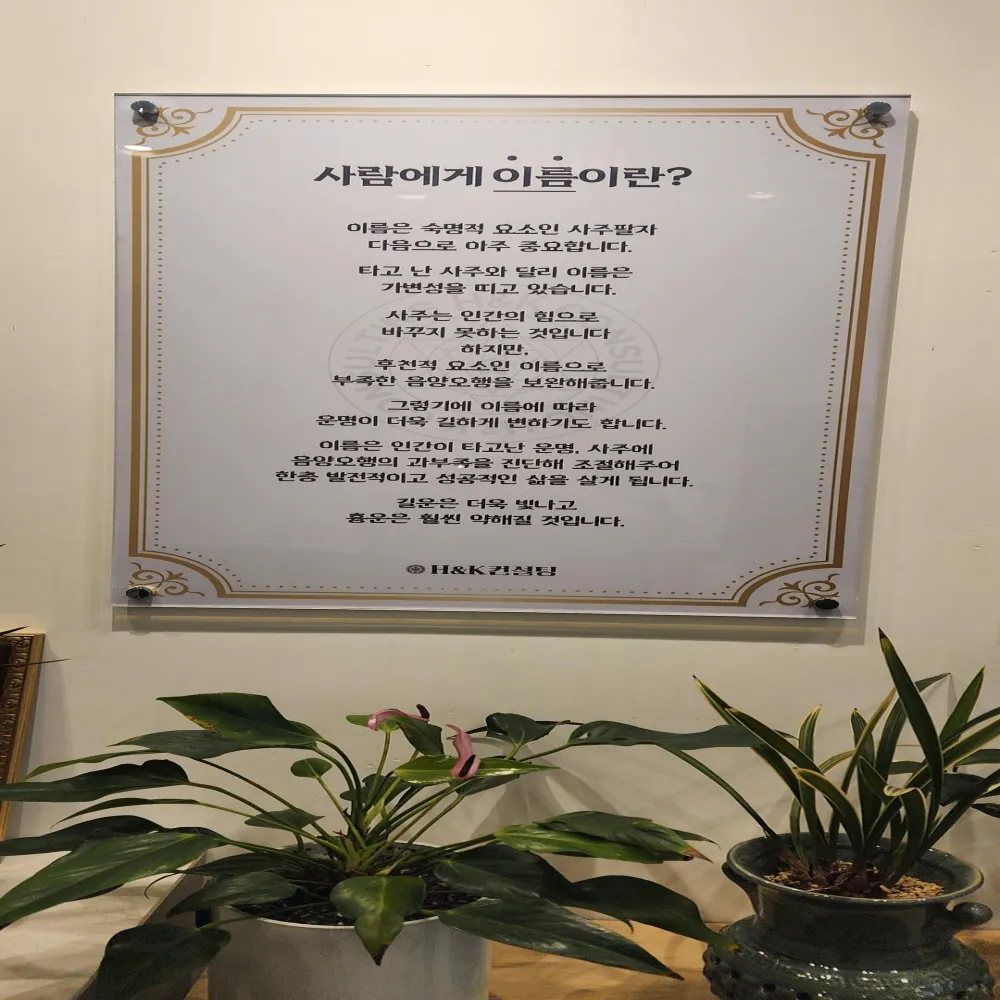 사람에게 이름이란?
이름은 숙명적 요소인 사주팔자
다음으로 아주 중요합니다.
타고 난 사주와 달리 이름은
가변성을 띠고 있습니다.
사주는 인간의 힘으로
바꾸지 못하는 것입니다
하지만,
후천적 요소인 이름으로
부족한 음양오행을 보완해줍니다.
그렇기에 이름에 따라
운명이 더욱 길하게 변하기도 합니다.
이름은 인간이 타고난 운명, 사주에
음양오행의 과부족을 진단해 조절해주어
한층 발전적이고 성공적인 삶을 살게 됩니다.
길운은 더욱 빛나고
흉운은 훨씬 약해질 것입니다.
H&K컨설팅